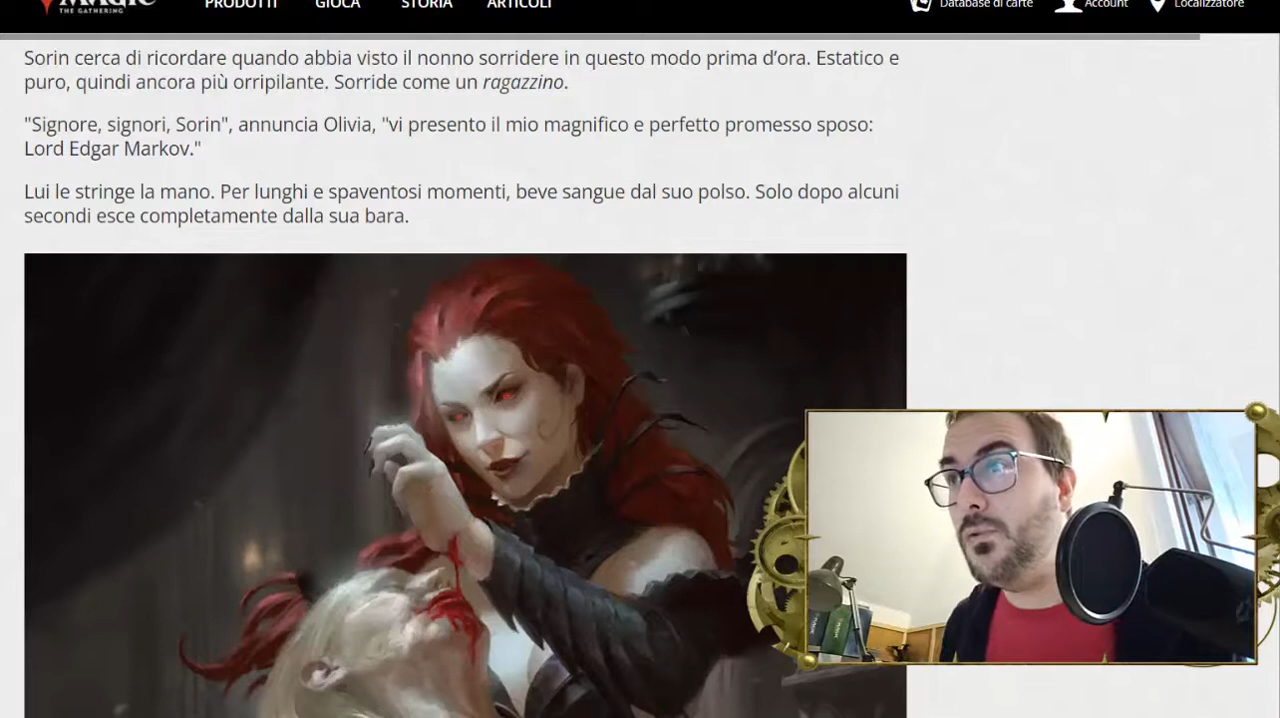 MAGIC
THE GATHERING
PRODOTTI GIOCA STORIA ARTICOLI Database di carte Account Localizzatore
Sorin cerca di ricordare quando abbia visto il nonno sorridere in questo modo prima d’ora. Estatico e
puro, quindi ancora più orripilante. Sorride come un ragazzino.
"Signore, signori, Sorin", annuncia Olivia, "vi presento il mio magnifico e perfetto promesso sposo:
Lord Edgar Markov."
Lui le stringe la mano. Per lunghi e spaventosi momenti, beve sangue dal suo polso. Solo dopo alcuni
secondi esce completamente dalla sua bara.